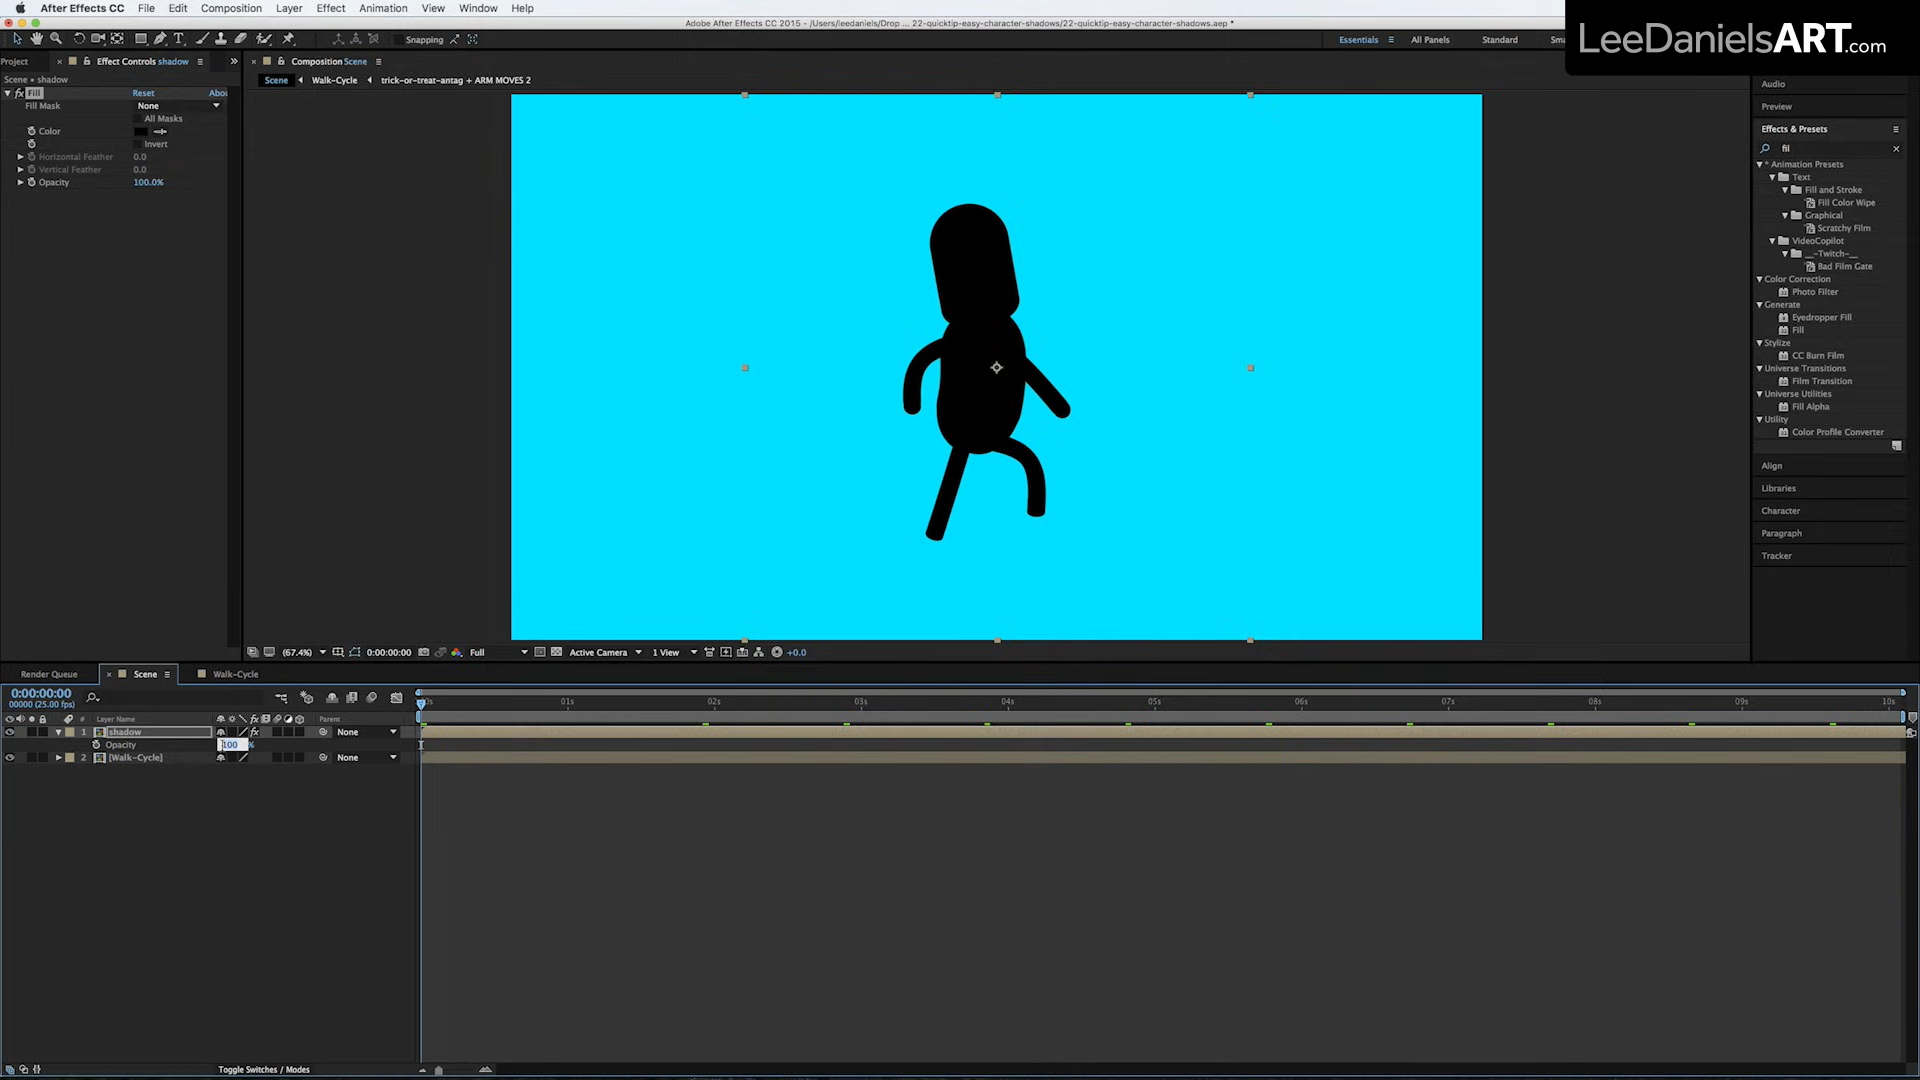 After Effects CC File Edit Composition Layer Effect Animation View Window Help
Adobe After Effects CC 2015 - /Users/leedaniels/Drop ... 22-quicktip-easy-character-shadows/22-quicktip-easy-character-shadows.aep *
LeeDanielsART.com
Snapping
Essentials All Panels Standard Sma
Project Effect Controls shadow Composition Scene
Scene • shadow
Scene Walk-Cycle trick-or-treat-antag + ARM MOVES 2
fx Fill Reset Abou
Fill Mask None
All Masks
Color
Invert
Horizontal Feather 0.0
Vertical Feather 0.0
Opacity 100.0%
Audio
Preview
Effects & Presets
fil
* Animation Presets
Text
Fill and Stroke
Fill Color Wipe
Graphical
Scratchy Film
VideoCopilot
__-Twitch-__
Bad Film Gate
Color Correction
Photo Filter
Generate
Eyedropper Fill
Fill
Stylize
CC Burn Film
Universe Transitions
Film Transition
Universe Utilities
Fill Alpha
Utility
Color Profile Converter
Align
Libraries
Character
Paragraph
Tracker
(67.4%) 0:00:00:00 Full Active Camera 1 View +0.0
Render Queue Scene Walk-Cycle
0:00:00:00
00000 (25.00 fps)
01s 02s 03s 04s 05s 06s 07s 08s 09s 10s
# Layer Name fx Parent
1 shadow fx None
Opacity 100 %
2 [Walk-Cycle] None
Toggle Switches / Modes